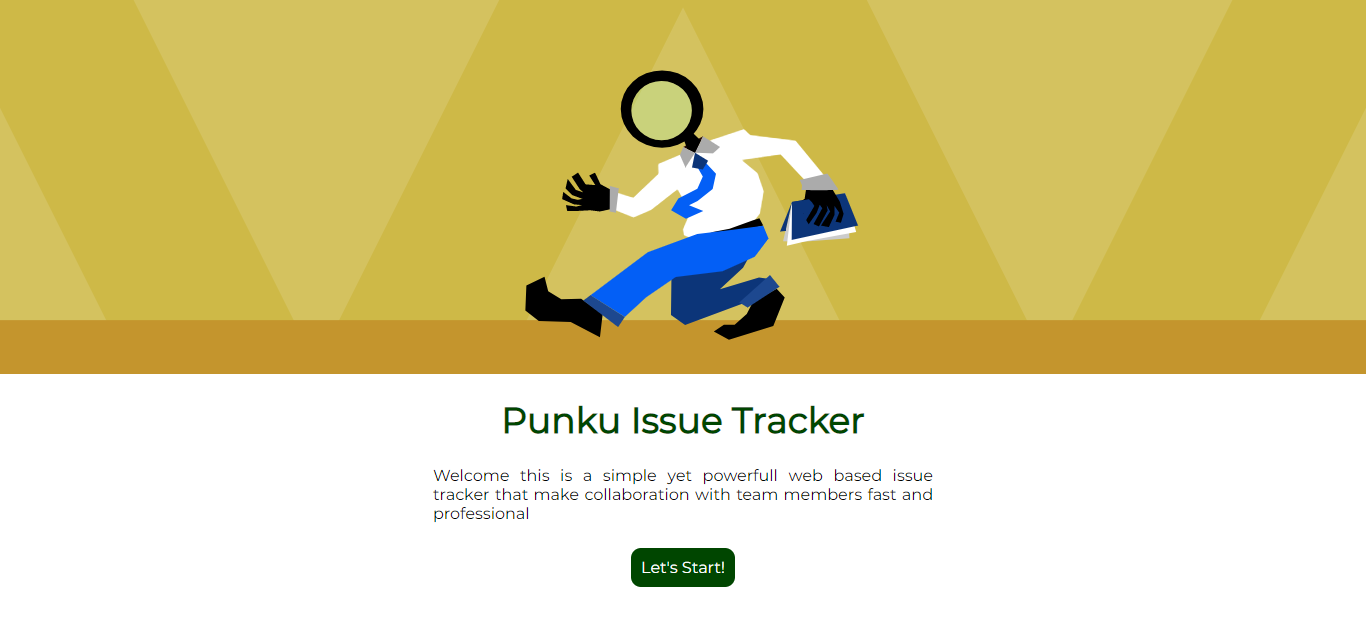 Punku Issue Tracker
Welcome this is a simple yet powerfull web based issue
tracker that make collaboration with team members fast and
professional
Let's Start!